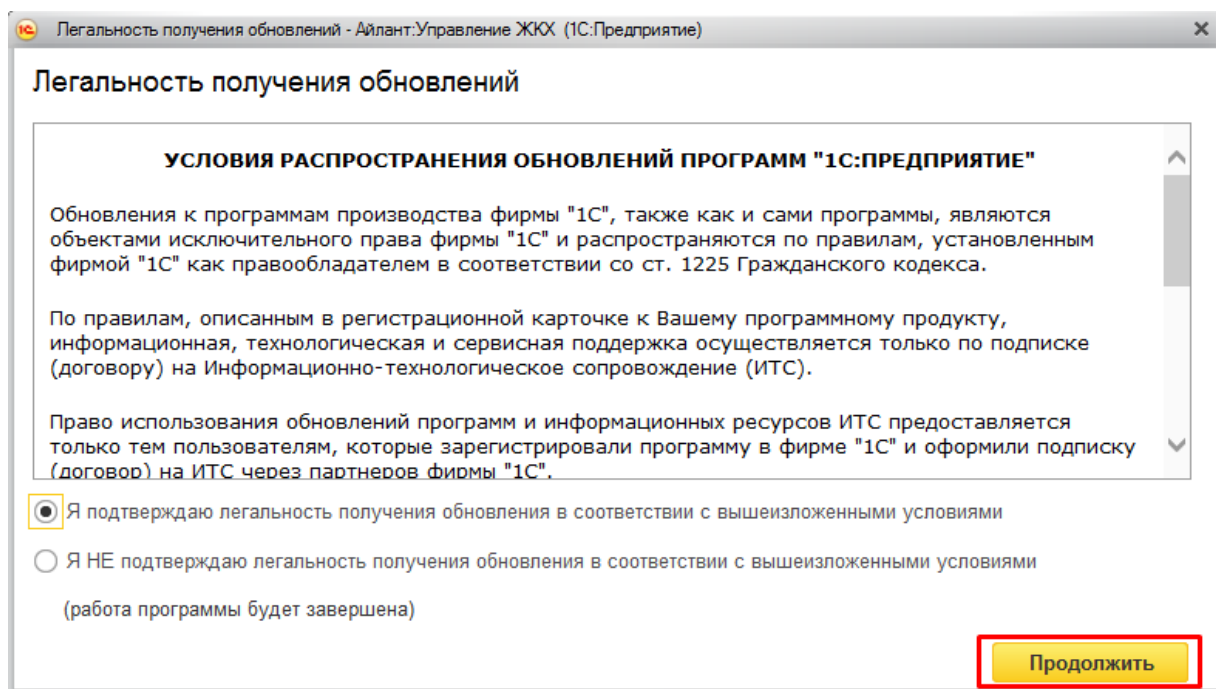 1С Легальность получения обновлений - Айлант:Управление ЖКХ (1С:Предприятие)
Легальность получения обновлений
УСЛОВИЯ РАСПРОСТРАНЕНИЯ ОБНОВЛЕНИЙ ПРОГРАММ "1С:ПРЕДПРИЯТИЕ"
Обновления к программам производства фирмы "1С", также как и сами программы, являются
объектами исключительного права фирмы "1С" и распространяются по правилам, установленным
фирмой "1С" как правообладателем в соответствии со ст. 1225 Гражданского кодекса.
По правилам, описанным в регистрационной карточке к Вашему программному продукту,
информационная, технологическая и сервисная поддержка осуществляется только по подписке
(договору) на Информационно-технологическое сопровождение (ИТС).
Право использования обновлений программ и информационных ресурсов ИТС предоставляется
только тем пользователям, которые зарегистрировали программу в фирме "1С" и оформили подписку
(договор) на ИТС через партнеров фирмы "1С".
Я подтверждаю легальность получения обновления в соответствии с вышеизложенными условиями
Я НЕ подтверждаю легальность получения обновления в соответствии с вышеизложенными условиями
(работа программы будет завершена)
Продолжить